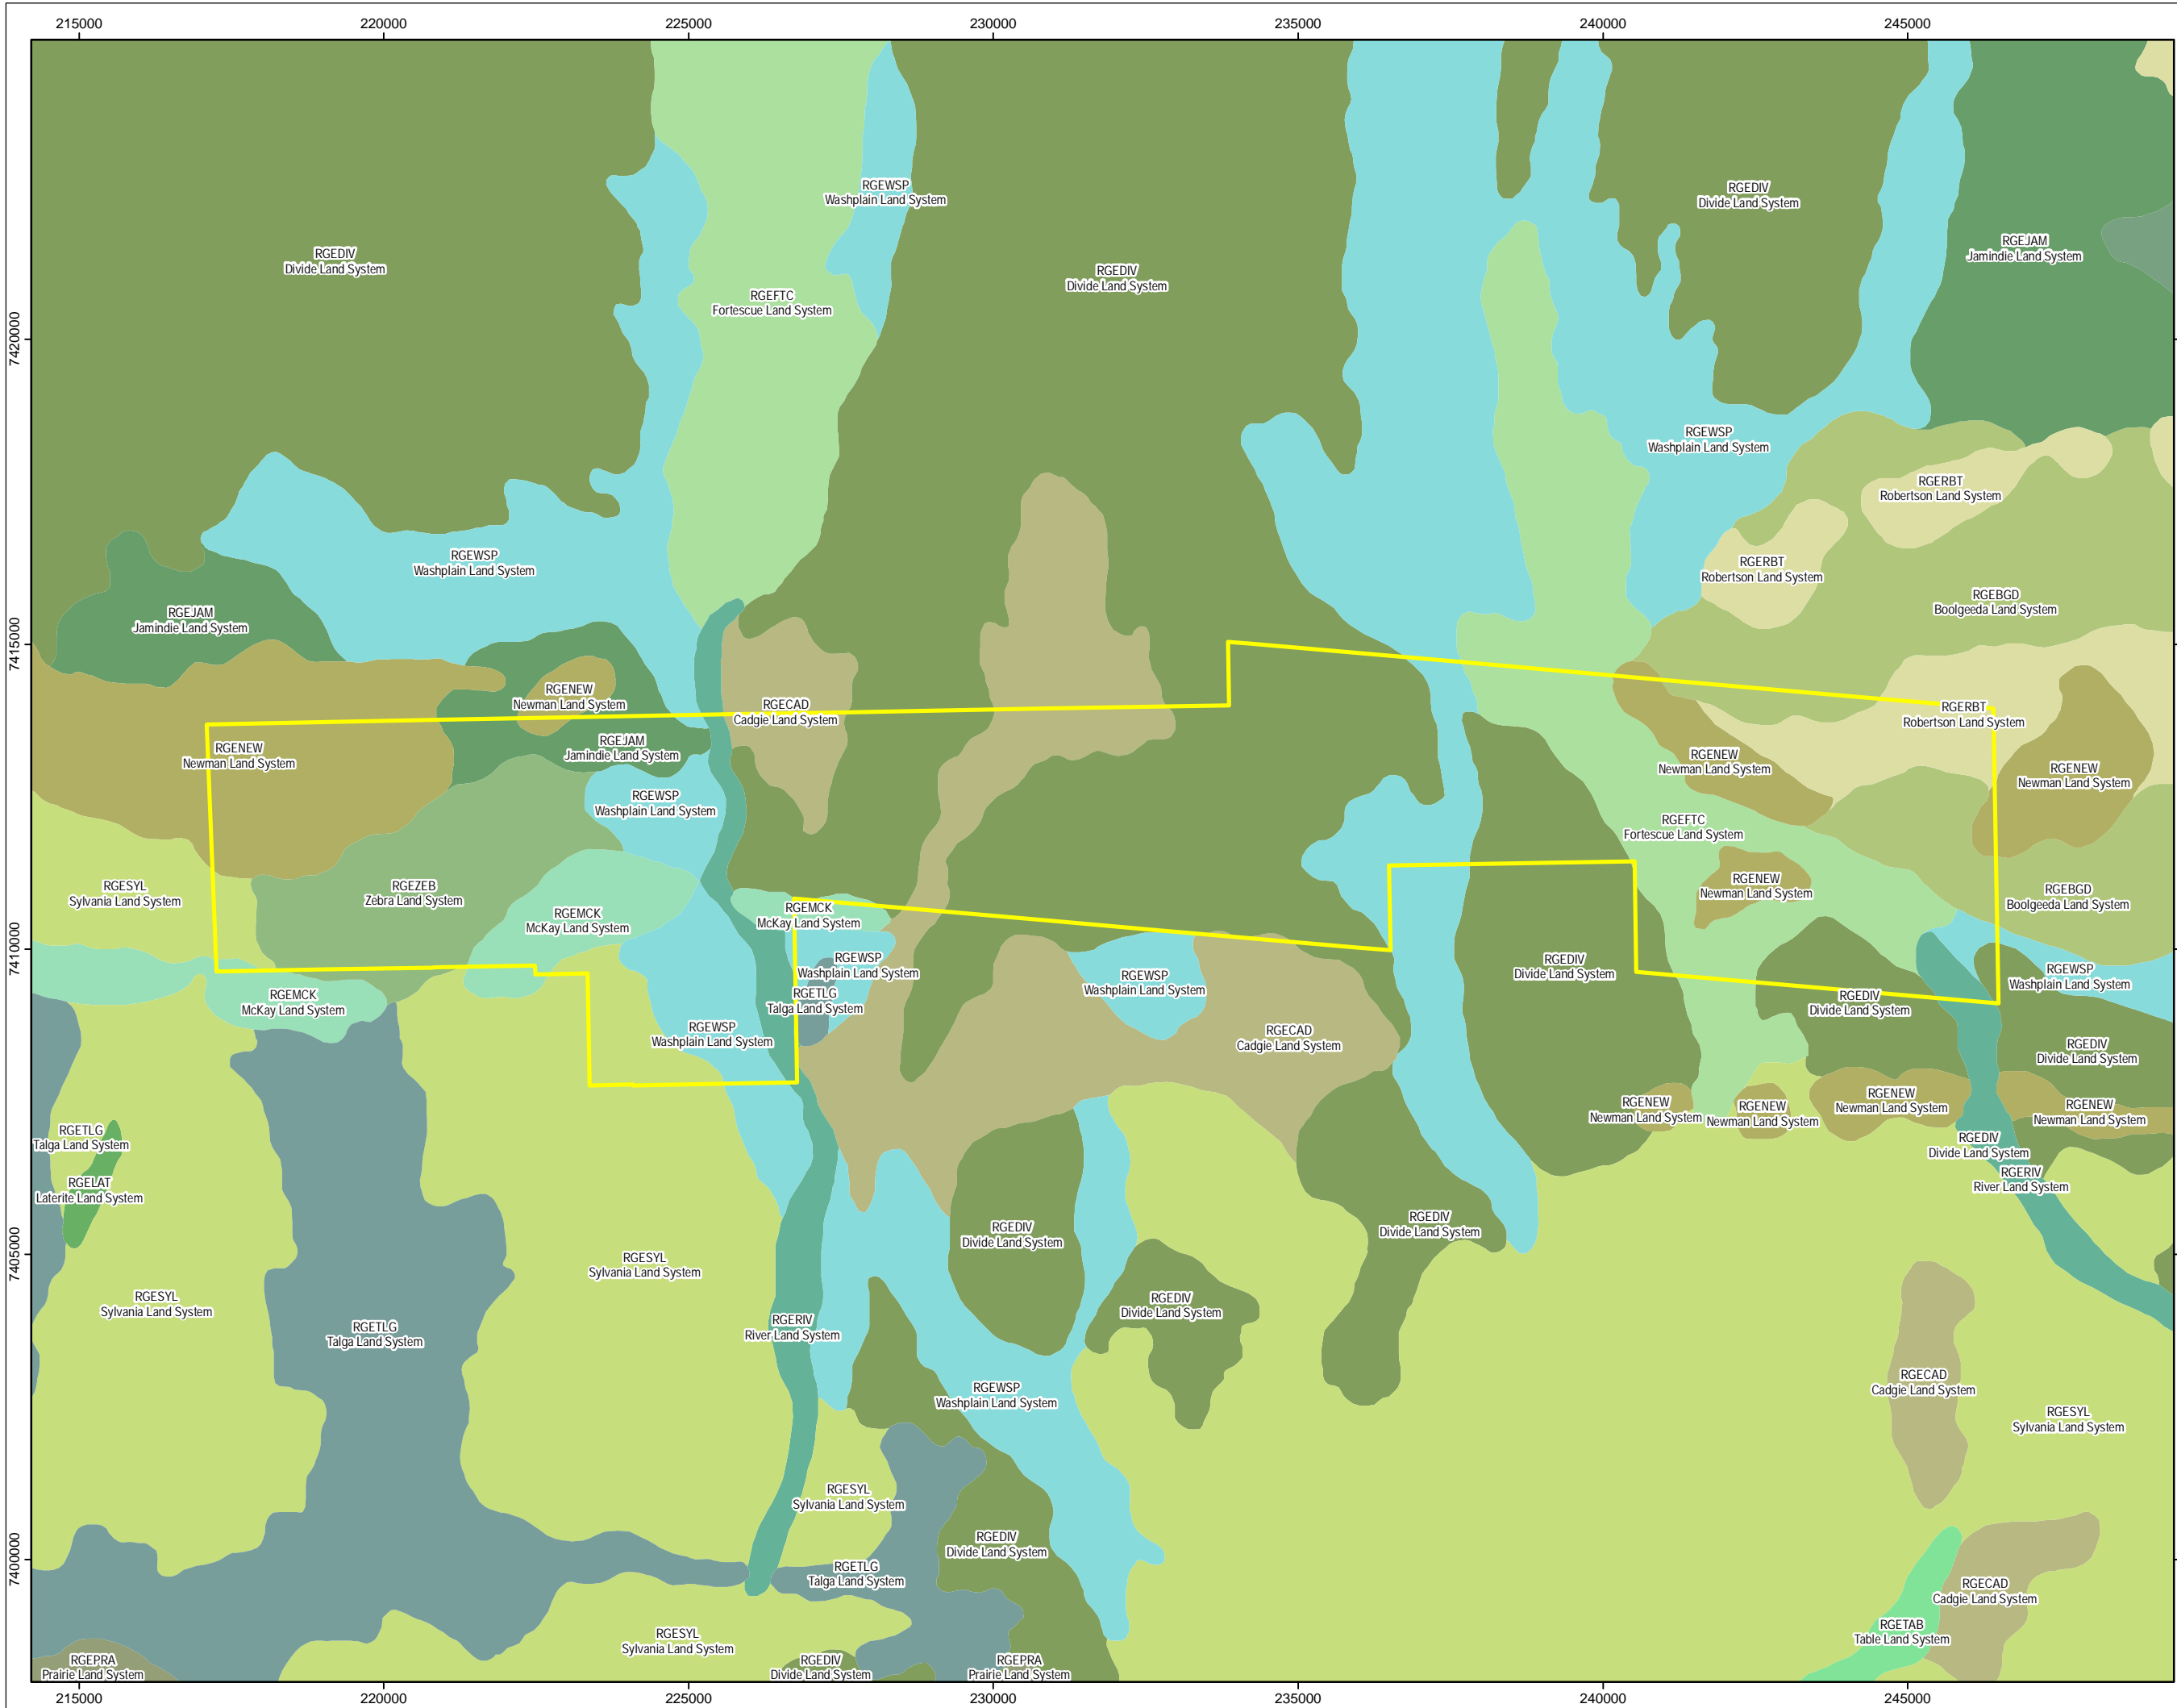 215000 220000 225000 230000 235000 240000 245000
RGEWSP
Washplain Land System
RGEDIV
Divide Land System
RGEDIV
Divide Land System
RGEJAM
Jamindie Land System
RGEDIV
Divide Land System
RGEFTC
Fortescue Land System
7420000
RGEWSP
Washplain Land System
RGERBT
Robertson Land System
RGEWSP
Washplain Land System
RGERBT
Robertson Land System
RGEBGD
Boolgeeda Land System
RGEJAM
Jamindie Land System
7415000
RGENEW
Newman Land System
RGECAD
Cadgie Land System
RGERBT
Robertson Land System
RGENEW
Newman Land System
RGEJAM
Jamindie Land System
RGENEW
Newman Land System
RGENEW
Newman Land System
RGEWSP
Washplain Land System
RGEFTC
Fortescue Land System
RGESYL
Sylvania Land System
RGEZEB
Zebra Land System
RGENEW
Newman Land System
RGEBGD
Boolgeeda Land System
RGEMCK
McKay Land System
RGEMCK
McKay Land System
7410000
RGEWSP
Washplain Land System
RGEDIV
Divide Land System
RGEWSP
Washplain Land System
RGEWSP
Washplain Land System
RGEMCK
McKay Land System
RGETLG
Talga Land System
RGEDIV
Divide Land System
RGEWSP
Washplain Land System
RGECAD
Cadgie Land System
RGEDIV
Divide Land System
RGENEW
Newman Land System
RGENEW
Newman Land System
RGENEW
Newman Land System
RGENEW
Newman Land System
RGETLG
Talga Land System
RGEDIV
Divide Land System
RGELAT
Laterite Land System
RGERIV
River Land System
RGEDIV
Divide Land System
RGEDIV
Divide Land System
7405000
RGESYL
Sylvania Land System
RGESYL
Sylvania Land System
RGEDIV
Divide Land System
RGERIV
River Land System
RGETLG
Talga Land System
RGEWSP
Washplain Land System
RGECAD
Cadgie Land System
RGESYL
Sylvania Land System
RGESYL
Sylvania Land System
RGEDIV
Divide Land System
7400000
RGETLG
Talga Land System
RGECAD
Cadgie Land System
RGESYL
Sylvania Land System
RGETAB
Table Land System
RGEPRA
Prairie Land System
RGEDIV
Divide Land System
RGEPRA
Prairie Land System
215000 220000 225000 230000 235000 240000 245000